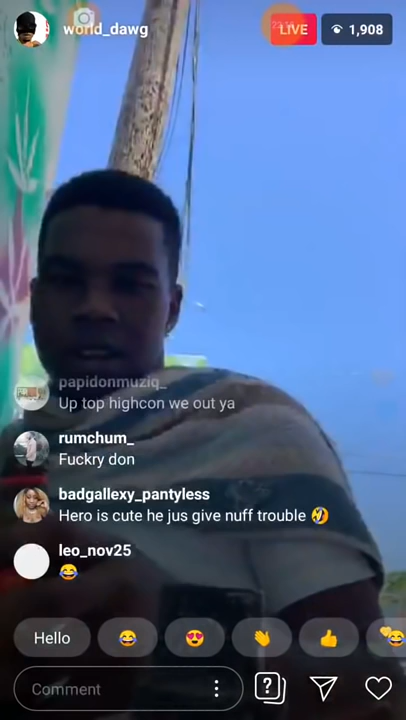 world_dawg
LIVE
1,908
papidonmuziq_
Up top highcon we out ya
rumchum_
Fuckry don
badgallexy_pantyless
Hero is cute he jus give nuff trouble 🤣
leo_nov25
😂
Hello 😂 😍 👏 👍
Comment